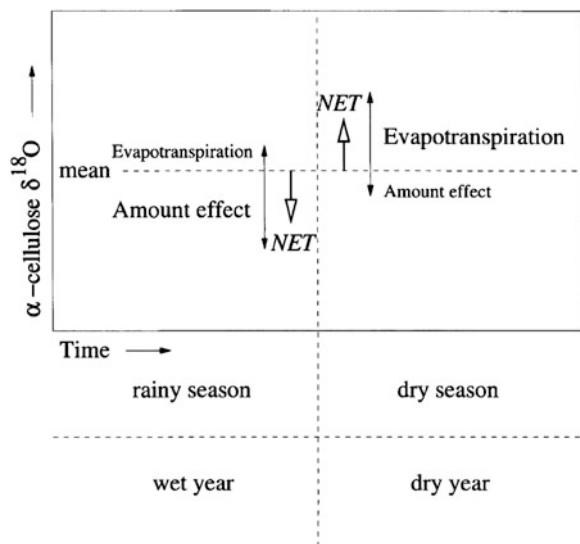 α–cellulose δ18O
NET
Evapotranspiration
Evapotranspiration
mean
Amount effect
Amount effect
NET
Time
rainy season
dry season
wet year
dry year